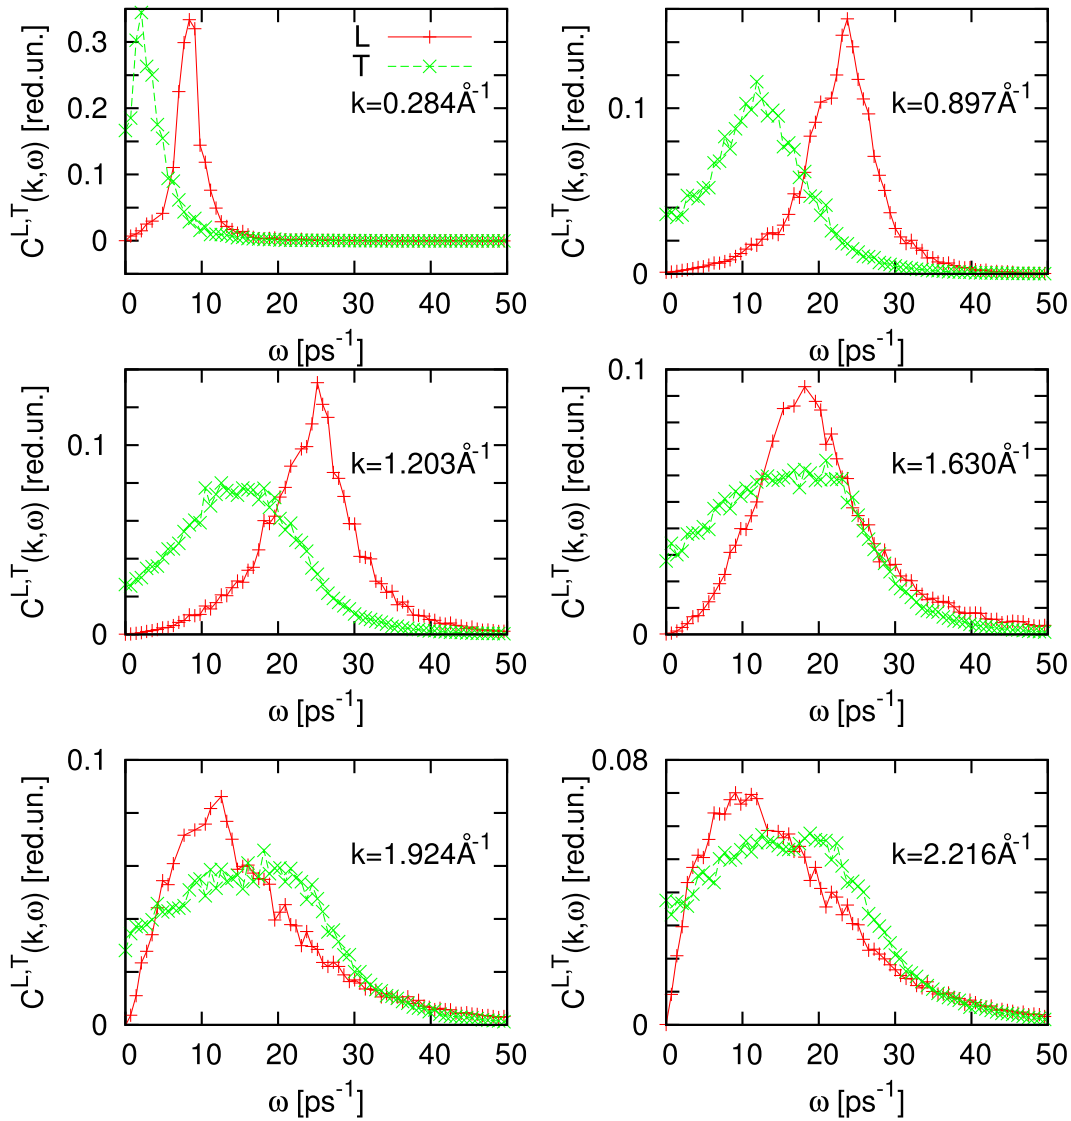 C^L,T(k,ω) [red.un.]
0.3
0.2
0.1
0
L
T
k=0.284Å^-1
0 10 20 30 40 50
ω [ps^-1]
C^L,T(k,ω) [red.un.]
0.1
0
k=0.897Å^-1
0 10 20 30 40 50
ω [ps^-1]
C^L,T(k,ω) [red.un.]
0.1
0
k=1.203Å^-1
0 10 20 30 40 50
ω [ps^-1]
C^L,T(k,ω) [red.un.]
0.1
0
k=1.630Å^-1
0 10 20 30 40 50
ω [ps^-1]
C^L,T(k,ω) [red.un.]
0.1
0
k=1.924Å^-1
0 10 20 30 40 50
ω [ps^-1]
C^L,T(k,ω) [red.un.]
0.08
0
k=2.216Å^-1
0 10 20 30 40 50
ω [ps^-1]